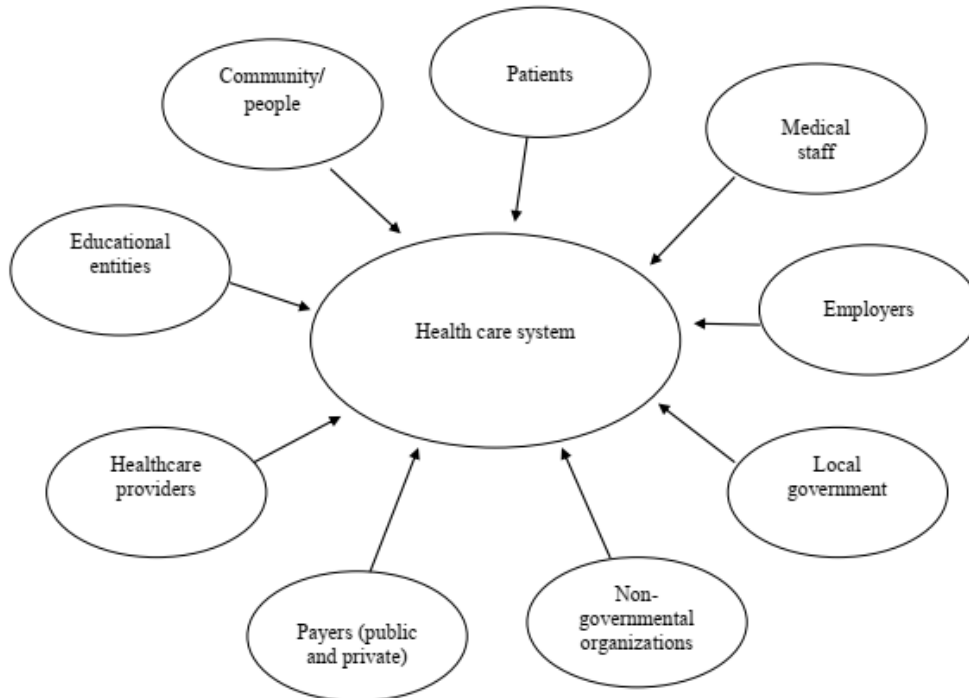 Community/
people
Patients
Medical
staff
Educational
entities
Health care system
Employers
Healthcare
providers
Local
government
Payers (public
and private)
Non-
governmental
organizations